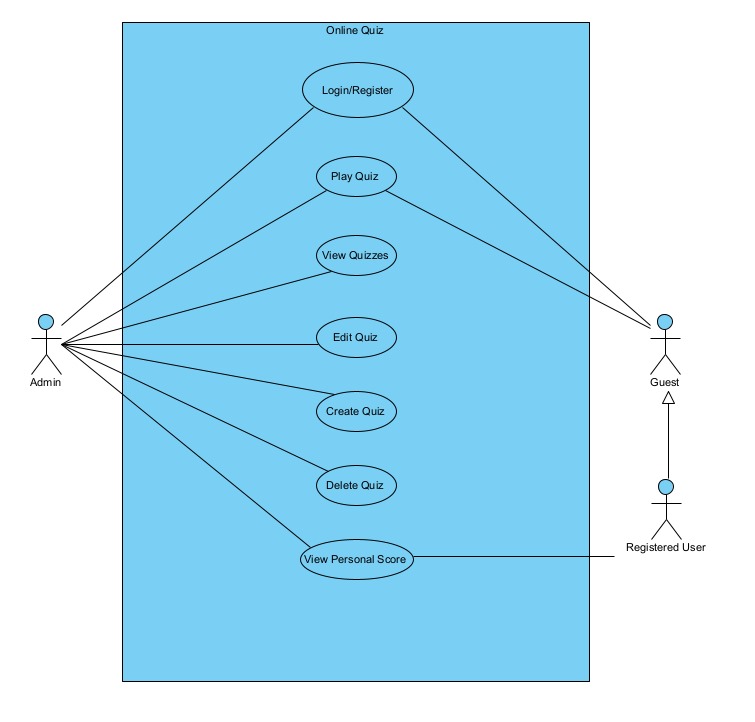 Online Quiz
Login/Register
Play Quiz
View Quizzes
Edit Quiz
Admin
Guest
Create Quiz
Delete Quiz
Registered User
View Personal Score